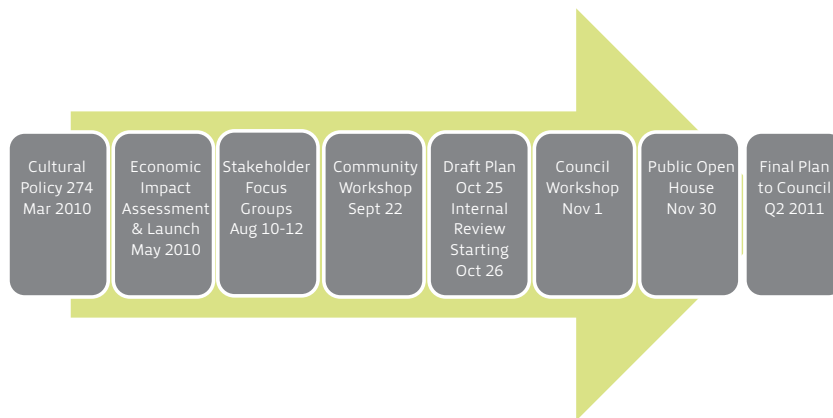 Cultural
Policy 274
Mar 2010
Economic
Impact
Assessment
& Launch
May 2010
Stakeholder
Focus
Groups
Aug 10-12
Community
Workshop
Sept 22
Draft Plan
Oct 25
Internal
Review
Starting
Oct 26
Council
Workshop
Nov 1
Public Open
House
Nov 30
Final Plan
to Council
Q2 2011